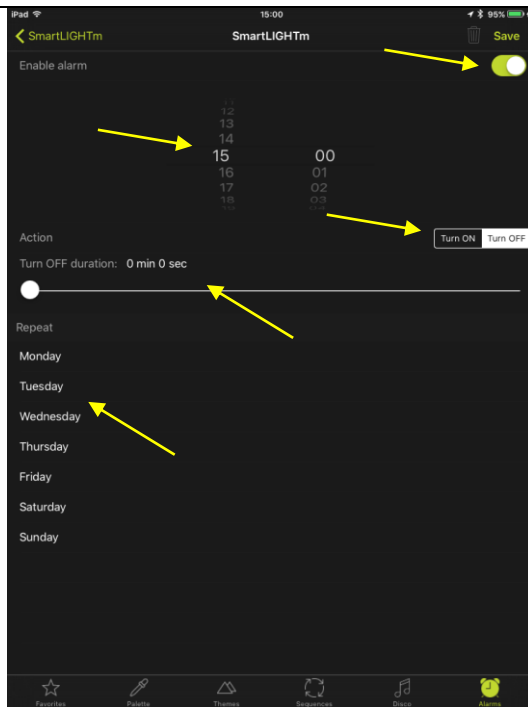 iPad 15:00 95%
SmartLIGHTm SmartLIGHTm Save
Enable alarm
12
13
14
15 00
16 01
17 02
18 03
Action Turn ON Turn OFF
Turn OFF duration: 0 min 0 sec
Repeat
Monday
Tuesday
Wednesday
Thursday
Friday
Saturday
Sunday
Favorites Palette Themes Sequences Disco Alarms